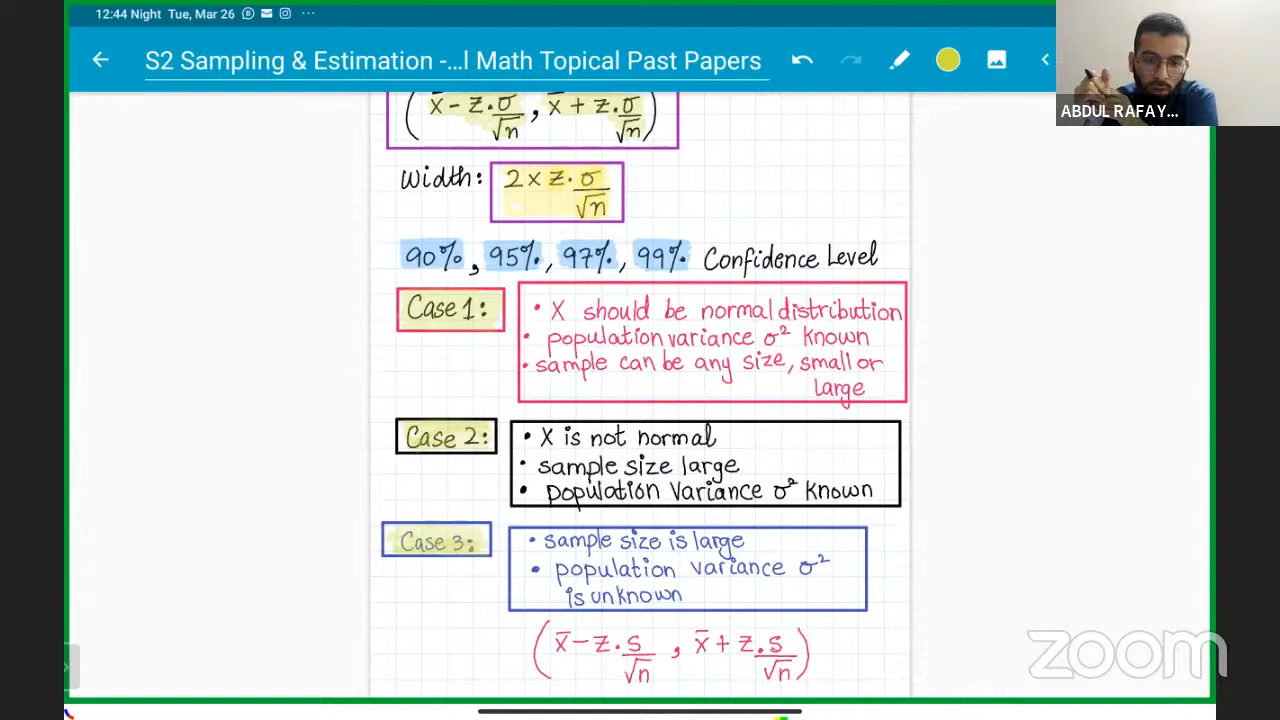 12:44 Night Tue, Mar 26
S2 Sampling & Estimation -...l Math Topical Past Papers
ABDUL RAFAY...
(x̄ - z.σ/√n , x̄ + z.σ/√n)
Width: 2 x z.σ/√n
90%, 95%, 97%, 99% Confidence Level
Case 1:
• X should be normal distribution
• population variance σ² known
• sample can be any size, small or
large
Case 2:
• X is not normal
• sample size large
• population variance σ² known
Case 3:
• sample size is large
• population variance σ²
is unknown
(x̄ - z.s/√n , x̄ + z.s/√n)
zoom